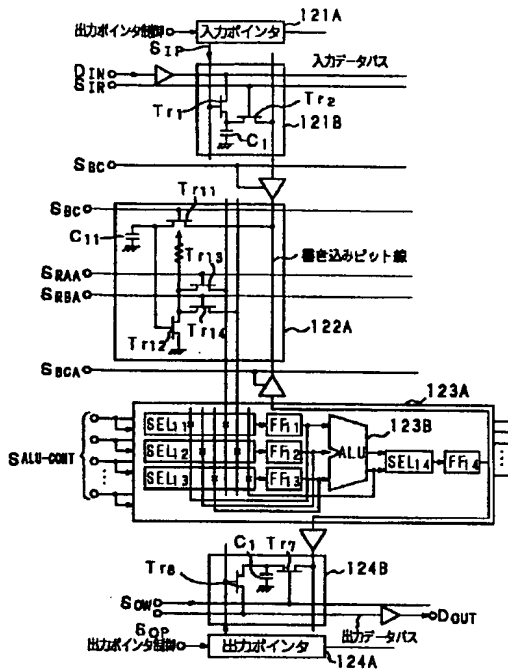 121A
出力ポインタ制御 入力ポインタ
SIP
DIN
入力データバス
SIR
Tr1
Tr2
C1
121B
SBC
SBC
Tr11
C11
書き込みビット線
Tr13
SRAA
SRBA
Tr14
Tr12
122A
SBCA
123A
SEL11
FF11
123B
SALU-CONT
SEL12
FF12
ALU
SEL14
FF14
SEL13
FF13
C1
Tr7
124B
Tr8
SOW
DOUT
SOP
出力データバス
出力ポインタ制御 出力ポインタ
124A